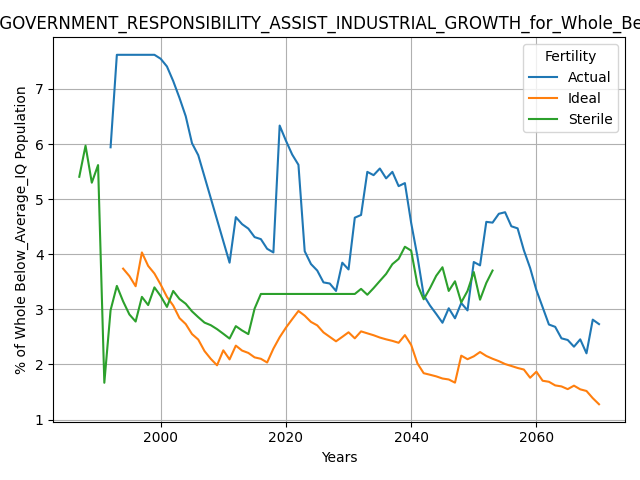 GOVERNMENT_RESPONSIBILITY_ASSIST_INDUSTRIAL_GROWTH_for_Whole_Be
Fertility
Actual
Ideal
Sterile
% of Whole Below_Average_IQ Population
7
6
5
4
3
2
1
2000 2020 2040 2060
Years